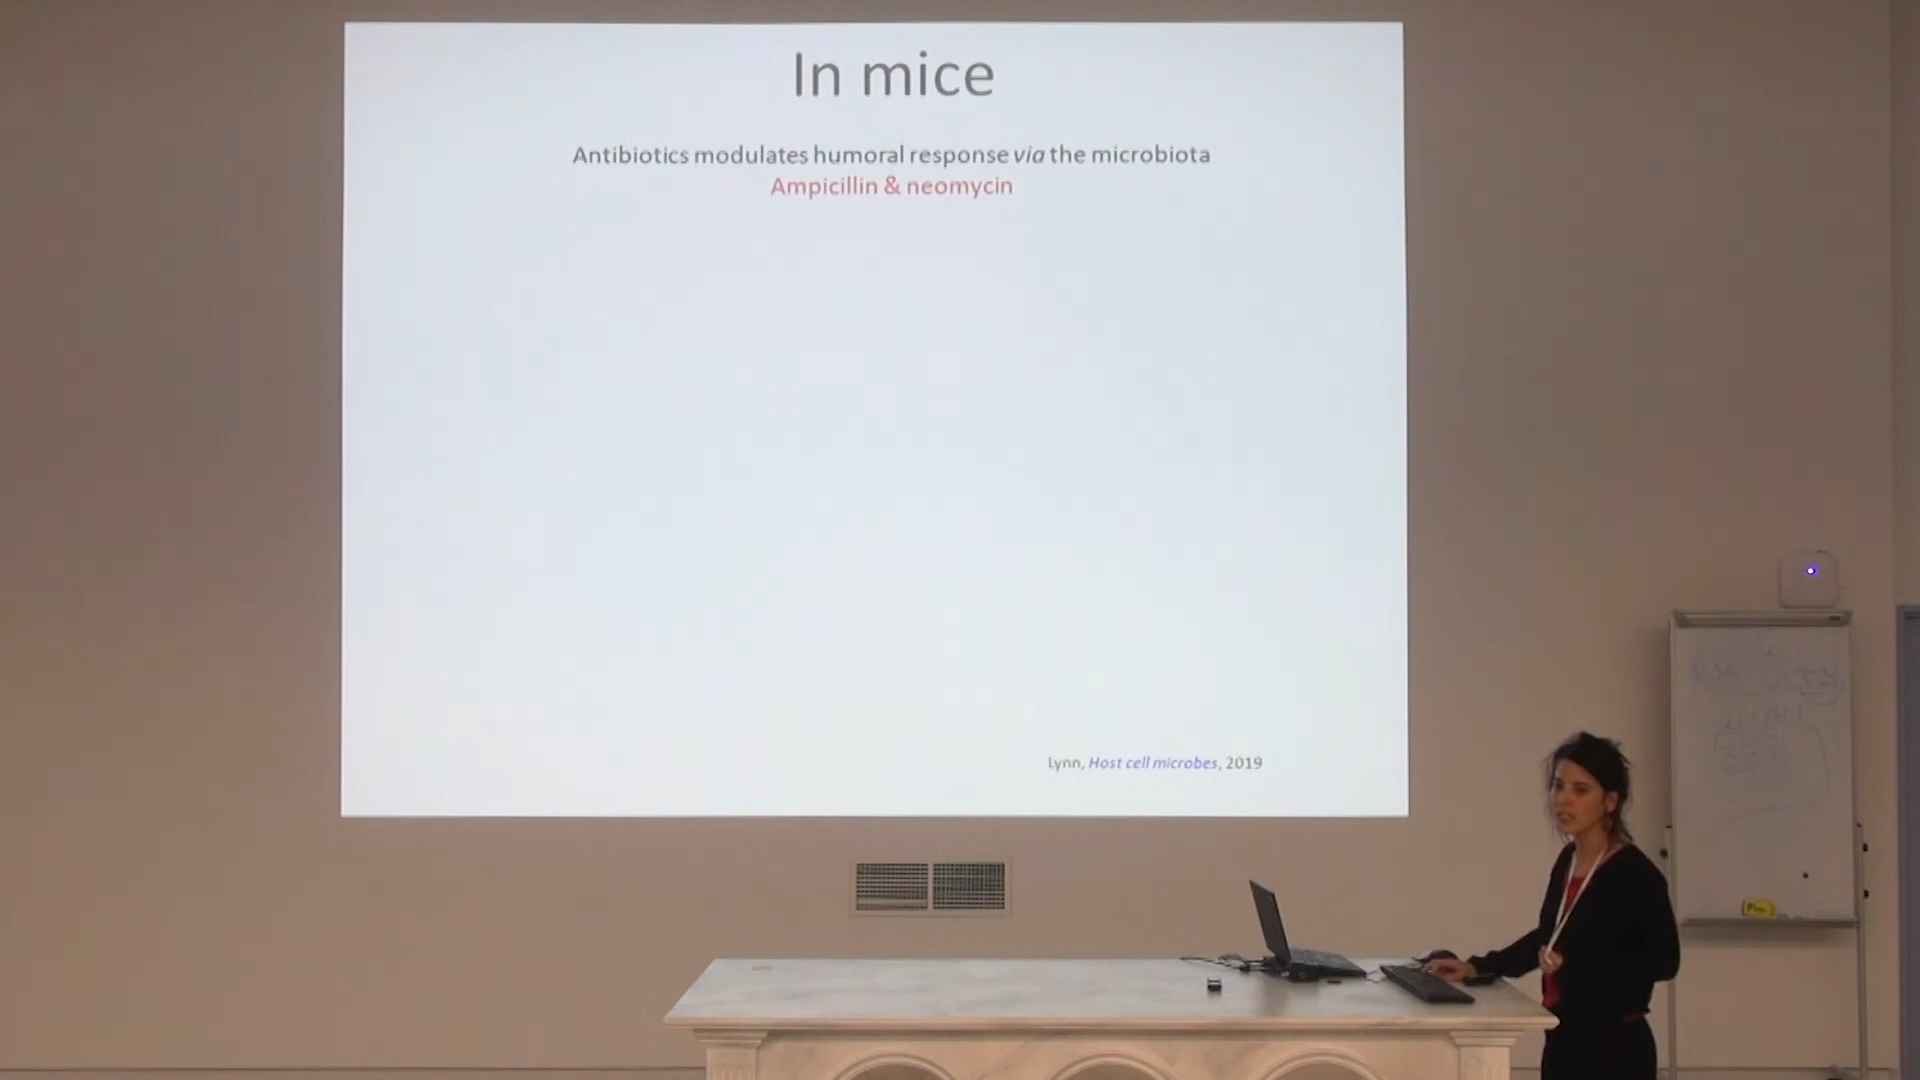 In mice
Antibiotics modulates humoral response via the microbiota
Ampicillin & neomycin
Lynn, Host cell microbes, 2019